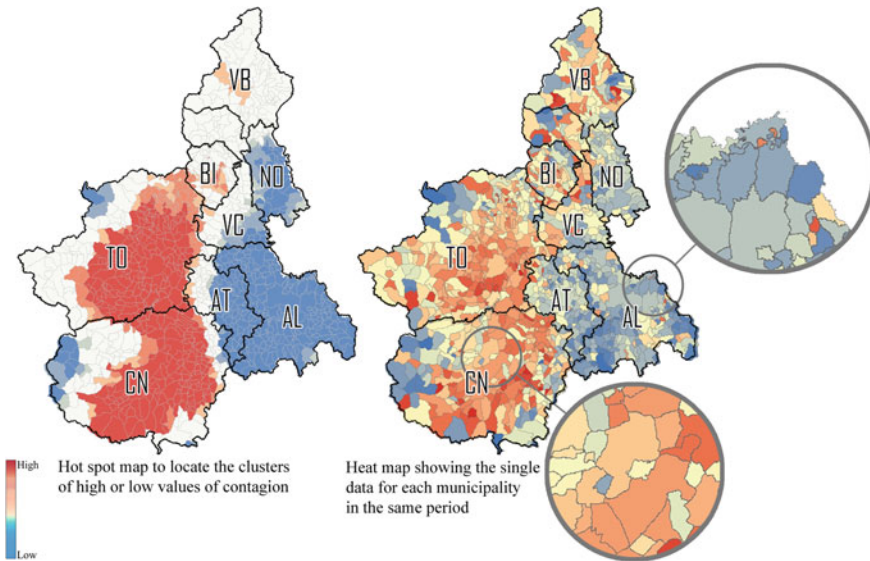 VB
BI
NO
VC
TO
AT
AL
CN
VB
BI
NO
VC
TO
AT
AL
CN
High
Low
Hot spot map to locate the clusters
of high or low values of contagion
Heat map showing the single
data for each municipality
in the same period